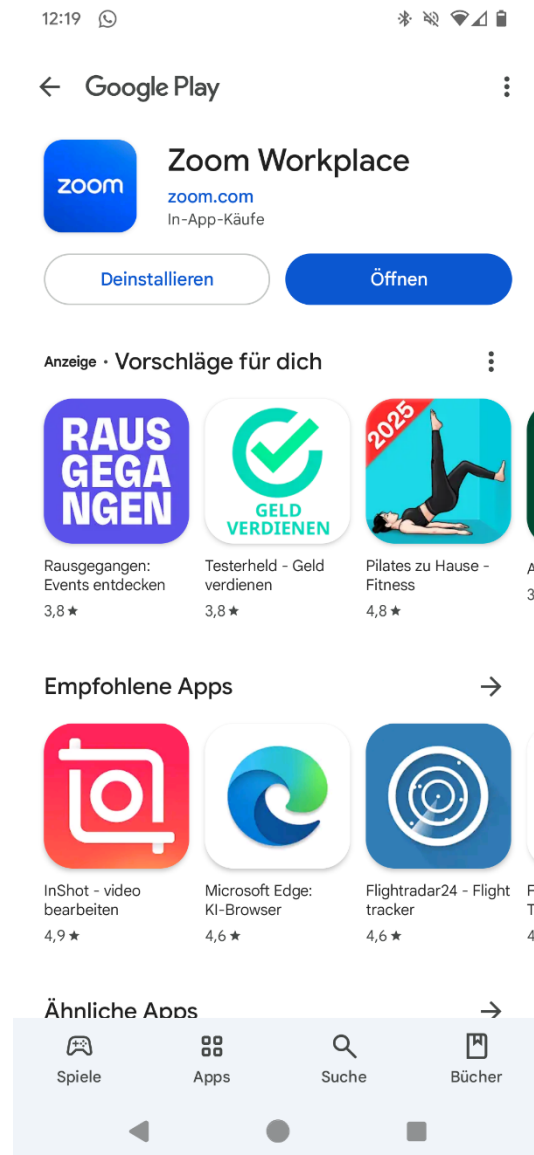 12:19
Google Play
zoom
Zoom Workplace
zoom.com
In-App-Käufe
Deinstallieren
Öffnen
Anzeige · Vorschläge für dich
RAUS
GEGA
NGEN
GELD
VERDIENEN
2025
Rausgegangen:
Events entdecken
3,8 ★
Testerheld - Geld
verdienen
3,8 ★
Pilates zu Hause -
Fitness
4,8 ★
Empfohlene Apps
InShot - video
bearbeiten
4,9 ★
Microsoft Edge:
KI-Browser
4,6 ★
Flightradar24 - Flight
tracker
4,6 ★
Ähnliche Apps
Spiele
Apps
Suche
Bücher